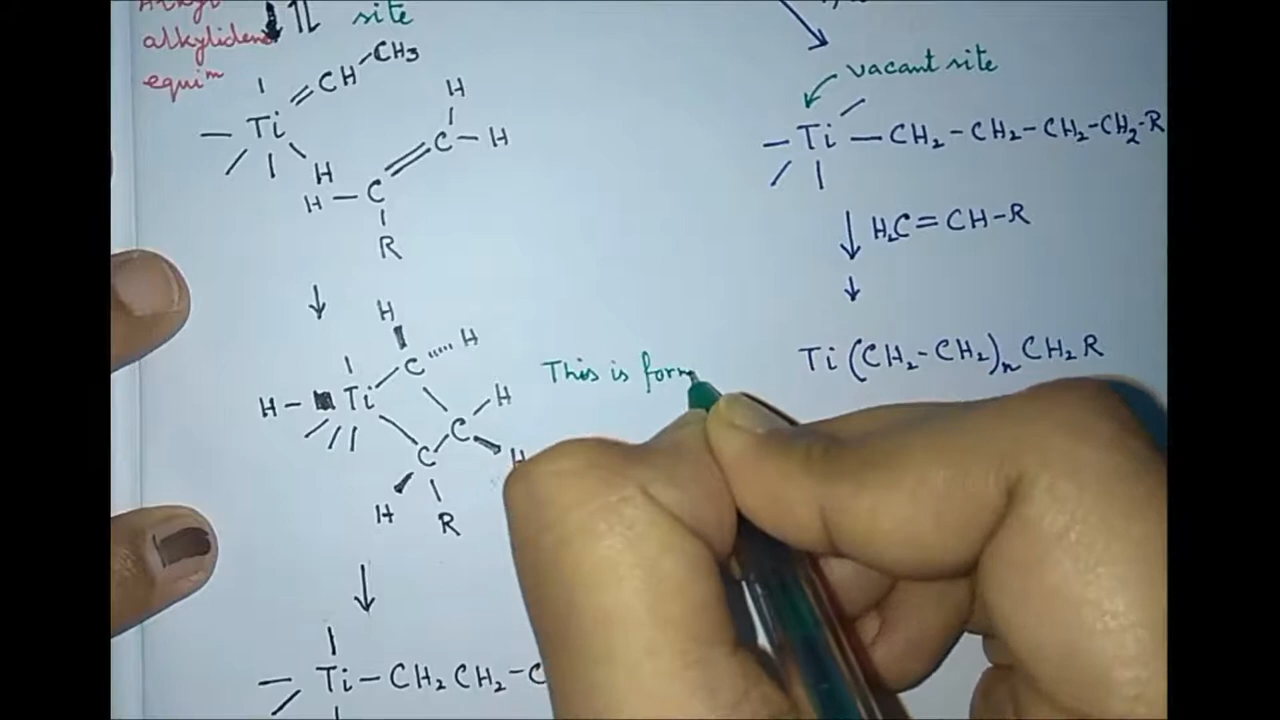 alkylidene
site
equiᵐ
CH₃
CH
Ti
H
H
C
H
C
H
R
H
H
C
H
H - Ti
C
H
C
H
H
R
Ti - CH₂ CH₂ - C
This is form
vacant site
Ti - CH₂ - CH₂ - CH₂ - CH₂ - R
H₂C = CH - R
Ti (CH₂ - CH₂)ₙ CH₂ R